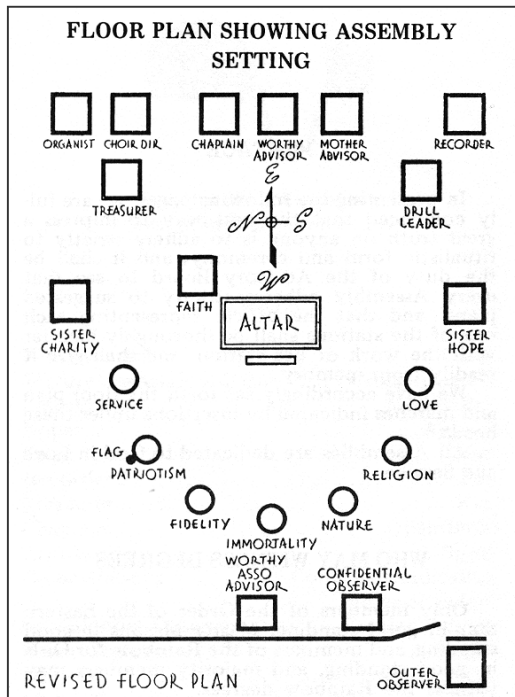 FLOOR PLAN SHOWING ASSEMBLY
SETTING
ORGANIST CHOIR DIR. CHAPLAIN WORTHY ADVISOR MOTHER ADVISOR RECORDER
TREASURER
E
N S
W
DRILL LEADER
FAITH
ALTAR
SISTER CHARITY
SISTER HOPE
SERVICE
LOVE
FLAG
PATRIOTISM
RELIGION
FIDELITY
NATURE
IMMORTALITY
WORTHY ASSO ADVISOR
CONFIDENTIAL OBSERVER
REVISED FLOOR PLAN
OUTER OBSERVER